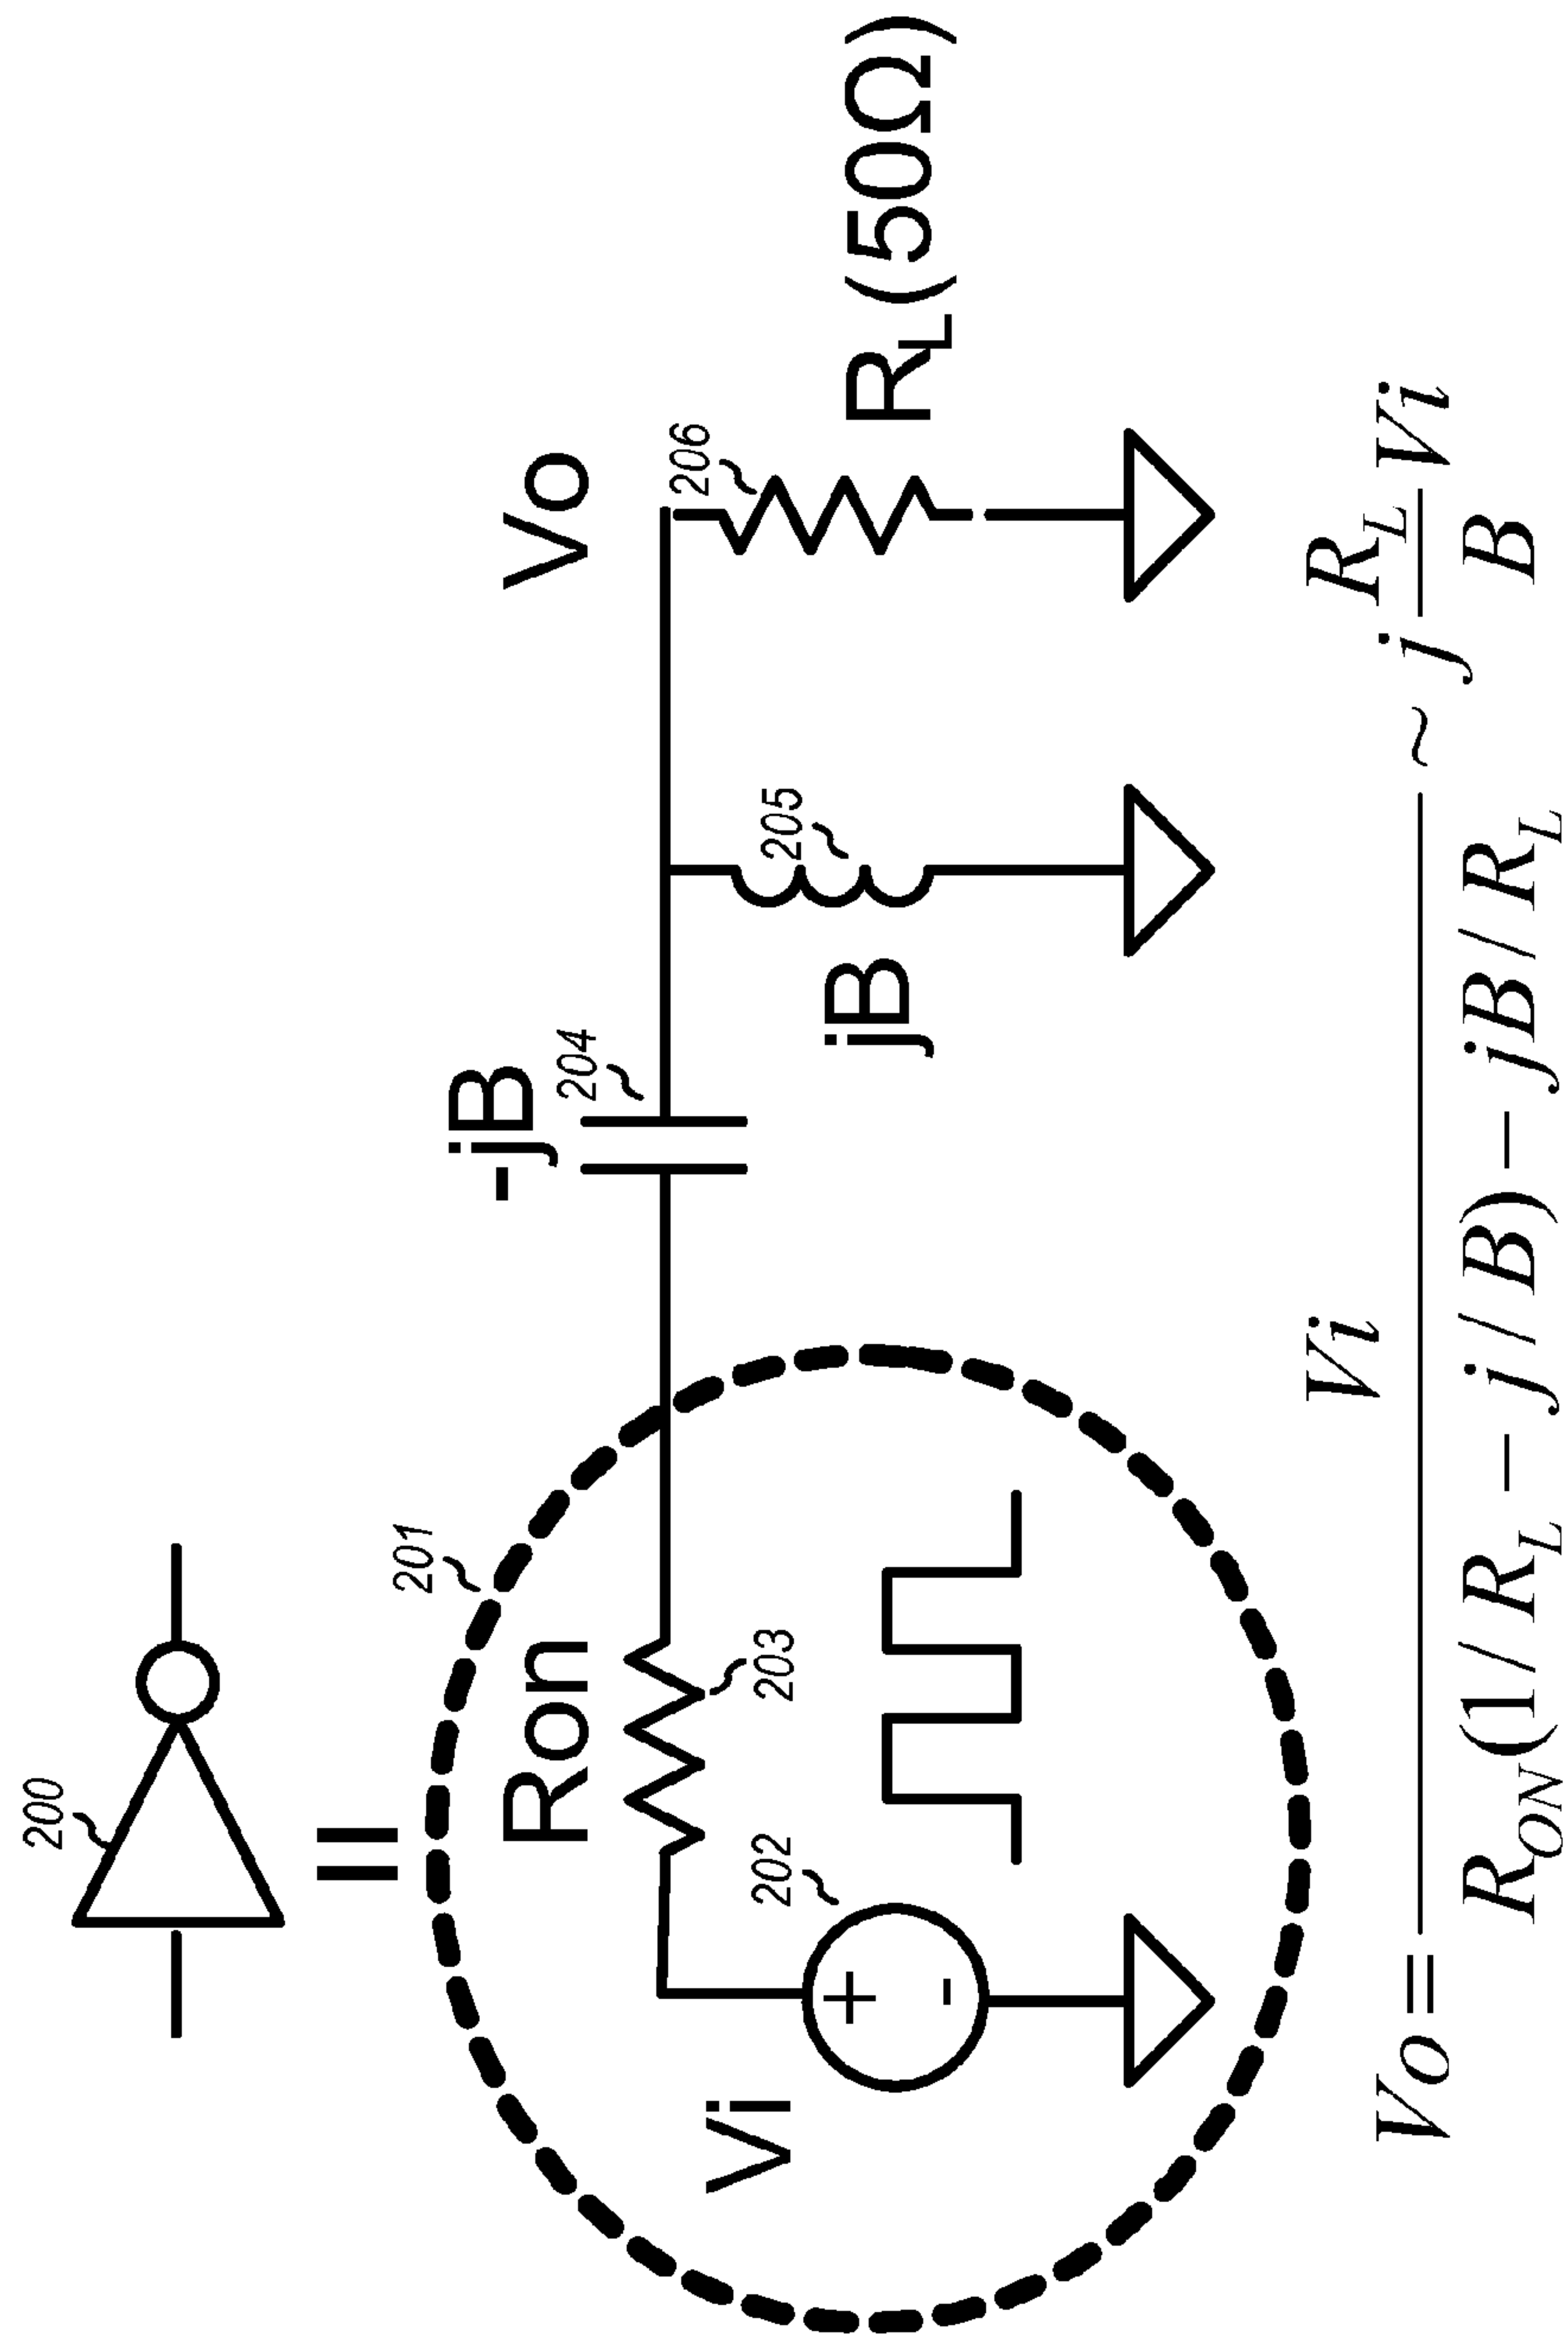 200
=
201
Ron
203
Vi
202
+
-
-jB
204
jB
205
Vo
206
RL(50Ω)
Vo = Vi / (RON(1/RL - j//B) - jB//RL) ~ j RL/B Vi